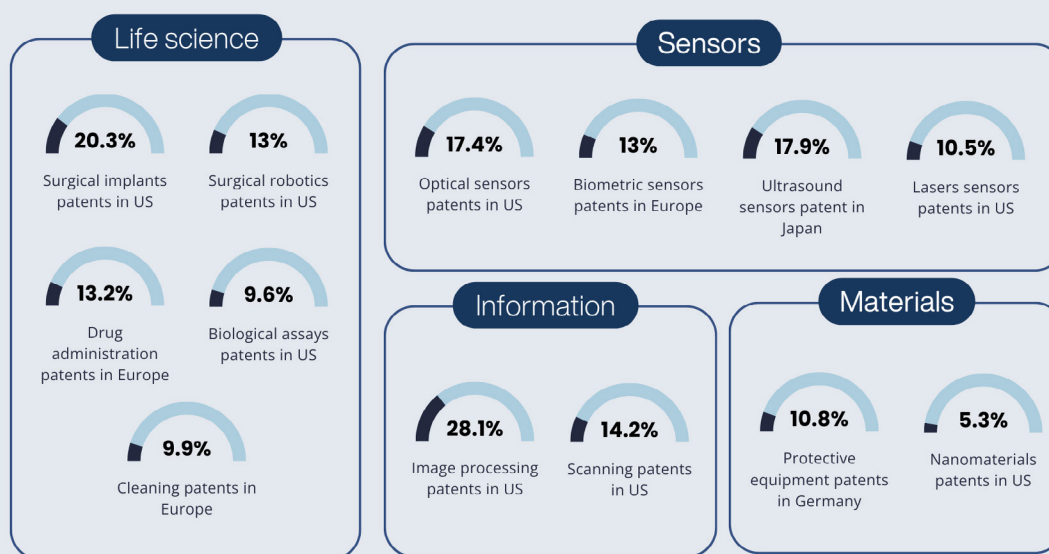 Life science
20.3%
Surgical implants
patents in US
13%
Surgical robotics
patents in US
13.2%
Drug
administration
patents in Europe
9.6%
Biological assays
patents in US
9.9%
Cleaning patents in
Europe
Sensors
17.4%
Optical sensors
patents in US
13%
Biometric sensors
patents in Europe
17.9%
Ultrasound
sensors patent in
Japan
10.5%
Lasers sensors
patents in US
Information
28.1%
Image processing
patents in US
14.2%
Scanning patents
in US
Materials
10.8%
Protective
equipment patents
in Germany
5.3%
Nanomaterials
patents in US